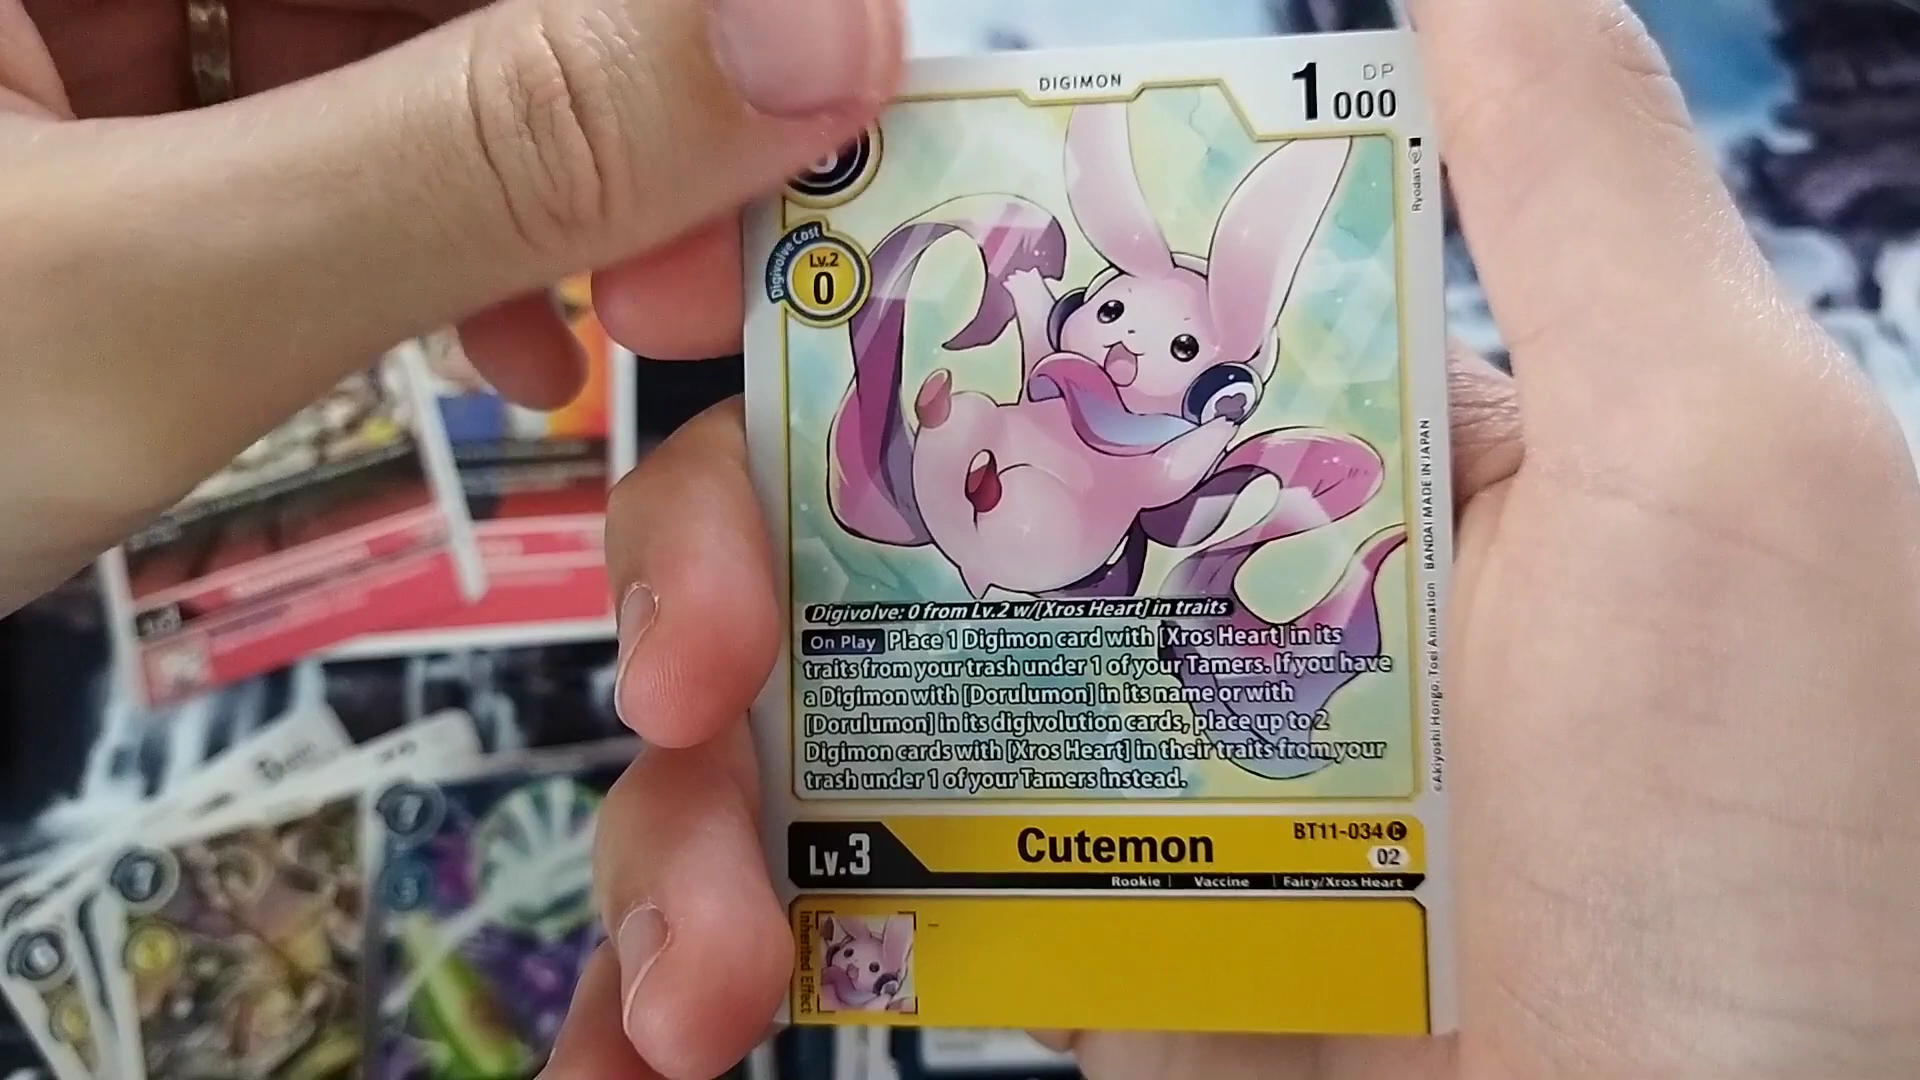 DIGIMON
DP
1000
Digivolve Cost
Lv.2
0
Ryodan
Digivolve: 0 from Lv.2 w/[Xros Heart] in traits
On Play Place 1 Digimon card with [Xros Heart] in its
traits from your trash under 1 of your Tamers. If you have
a Digimon with [Dorulumon] in its name or with
[Dorulumon] in its digivolution cards, place up to 2
Digimon cards with [Xros Heart] in their traits from your
trash under 1 of your Tamers instead.
©Akiyoshi Hongo, Toei Animation BANDAI MADE IN JAPAN
Lv.3
Cutemon
BT11-034 C
02
Rookie | Vaccine | Fairy/Xros Heart
Inherited Effect
-